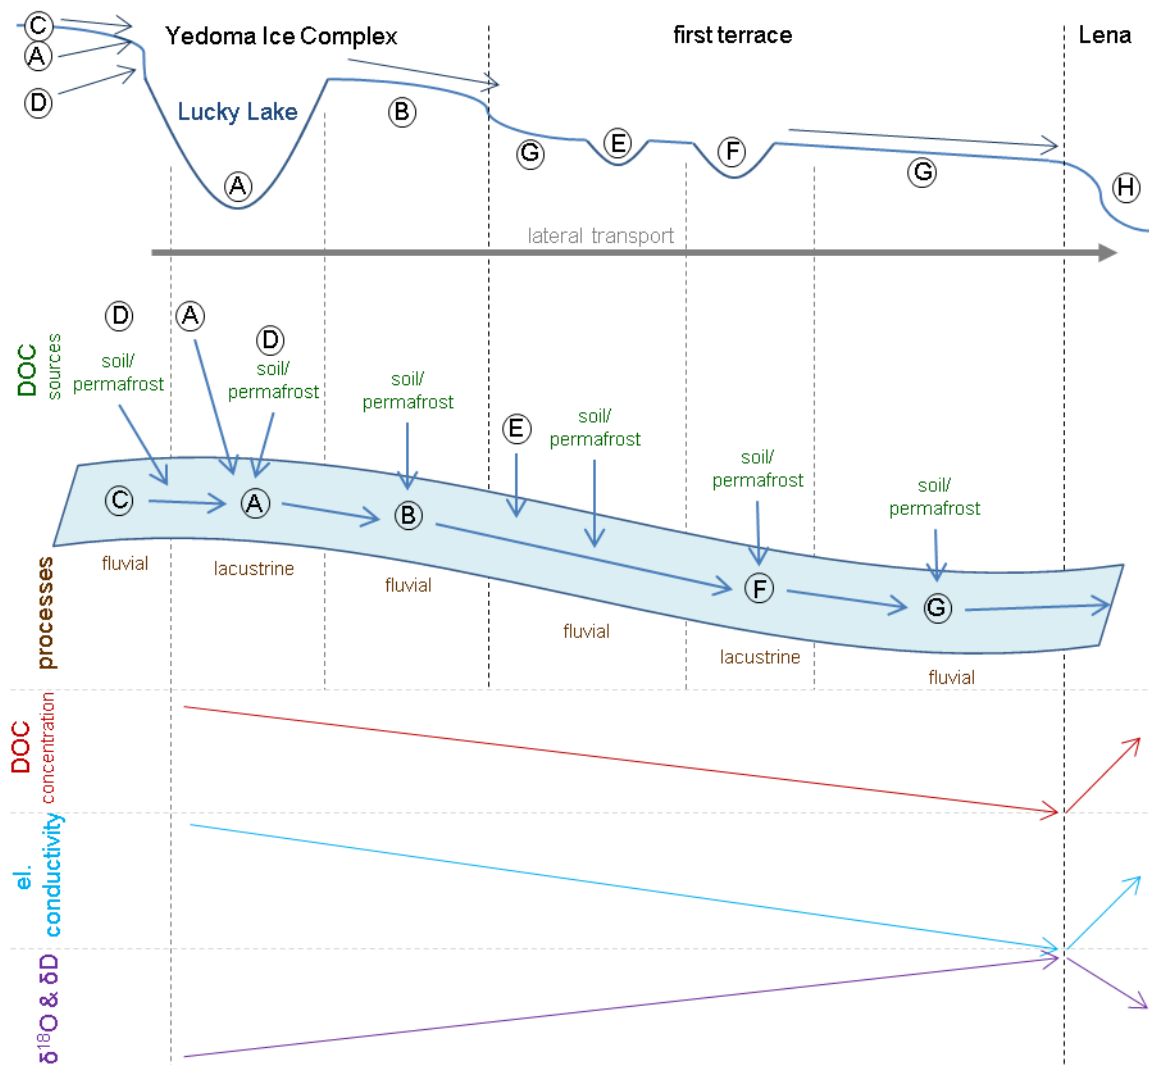 C
A
D
Yedoma Ice Complex
first terrace
Lena
Lucky Lake
A
B
G
E
F
G
H
lateral transport
DOC
sources
D
soil/
permafrost
A
D
soil/
permafrost
soil/
permafrost
E
soil/
permafrost
soil/
permafrost
soil/
permafrost
processes
C
A
B
F
G
fluvial
lacustrine
fluvial
fluvial
lacustrine
fluvial
DOC
concentration
el.
conductivity
δ¹⁸O & δD